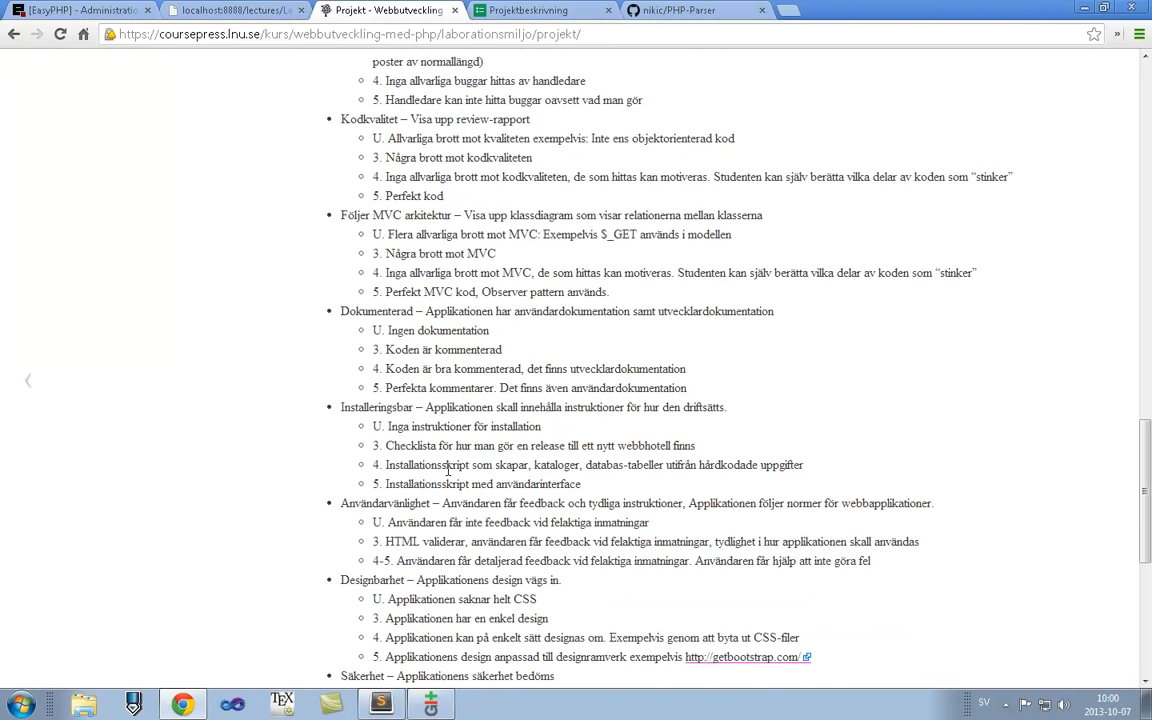 [EasyPHP] - Administratio
localhost:8888/lectures/Le
Projekt - Webbutveckling
Projektbeskrivning
nikic/PHP-Parser
https://coursepress.lnu.se/kurs/webbutveckling-med-php/laborationsmiljo/projekt/
poster av normallängd)
4. Inga allvarliga buggar hittas av handledare
5. Handledare kan inte hitta buggar oavsett vad man gör
Kodkvalitet – Visa upp review-rapport
U. Allvarliga brott mot kvaliteten exempelvis: Inte ens objektorienterad kod
3. Några brott mot kodkvaliteten
4. Inga allvarliga brott mot kodkvaliteten, de som hittas kan motiveras. Studenten kan själv berätta vilka delar av koden som “stinker”
5. Perfekt kod
Följer MVC arkitektur – Visa upp klassdiagram som visar relationerna mellan klasserna
U. Flera allvarliga brott mot MVC: Exempelvis $_GET används i modellen
3. Några brott mot MVC
4. Inga allvarliga brott mot MVC, de som hittas kan motiveras. Studenten kan själv berätta vilka delar av koden som “stinker”
5. Perfekt MVC kod, Observer pattern används.
Dokumenterad – Applikationen har användardokumentation samt utvecklardokumentation
U. Ingen dokumentation
3. Koden är kommenterad
4. Koden är bra kommenterad, det finns utvecklardokumentation
5. Perfekta kommentarer. Det finns även användardokumentation
Installeringsbar – Applikationen skall innehålla instruktioner för hur den driftsätts.
U. Inga instruktioner för installation
3. Checklista för hur man gör en release till ett nytt webbhotell finns
4. Installationsskript som skapar, kataloger, databas-tabeller utifrån hårdkodade uppgifter
5. Installationsskript med användarinterface
Användarvänlighet – Användaren får feedback och tydliga instruktioner, Applikationen följer normer för webbapplikationer.
U. Användaren får inte feedback vid felaktiga inmatningar
3. HTML validerar, användaren får feedback vid felaktiga inmatningar, tydlighet i hur applikationen skall användas
4-5. Användaren får detaljerad feedback vid felaktiga inmatningar. Användaren får hjälp att inte göra fel
Designbarhet – Applikationens design vägs in.
U. Applikationen saknar helt CSS
3. Applikationen har en enkel design
4. Applikationen kan på enkelt sätt designas om. Exempelvis genom att byta ut CSS-filer
5. Applikationens design anpassad till designramverk exempelvis http://getbootstrap.com/
Säkerhet – Applikationens säkerhet bedöms
SV
10:00
2013-10-07